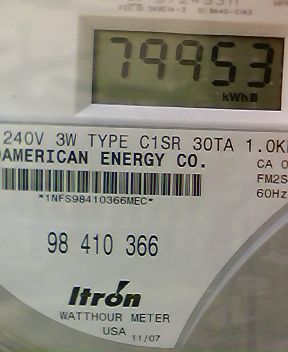 79953
kWh
240V 3W TYPE C1SR 30TA 1.0K
AMERICAN ENERGY CO.
CA 0
FM2S
60Hz
*1NFS98410366MEC*
98 410 366
Itron
WATTHOUR METER
USA 11/07